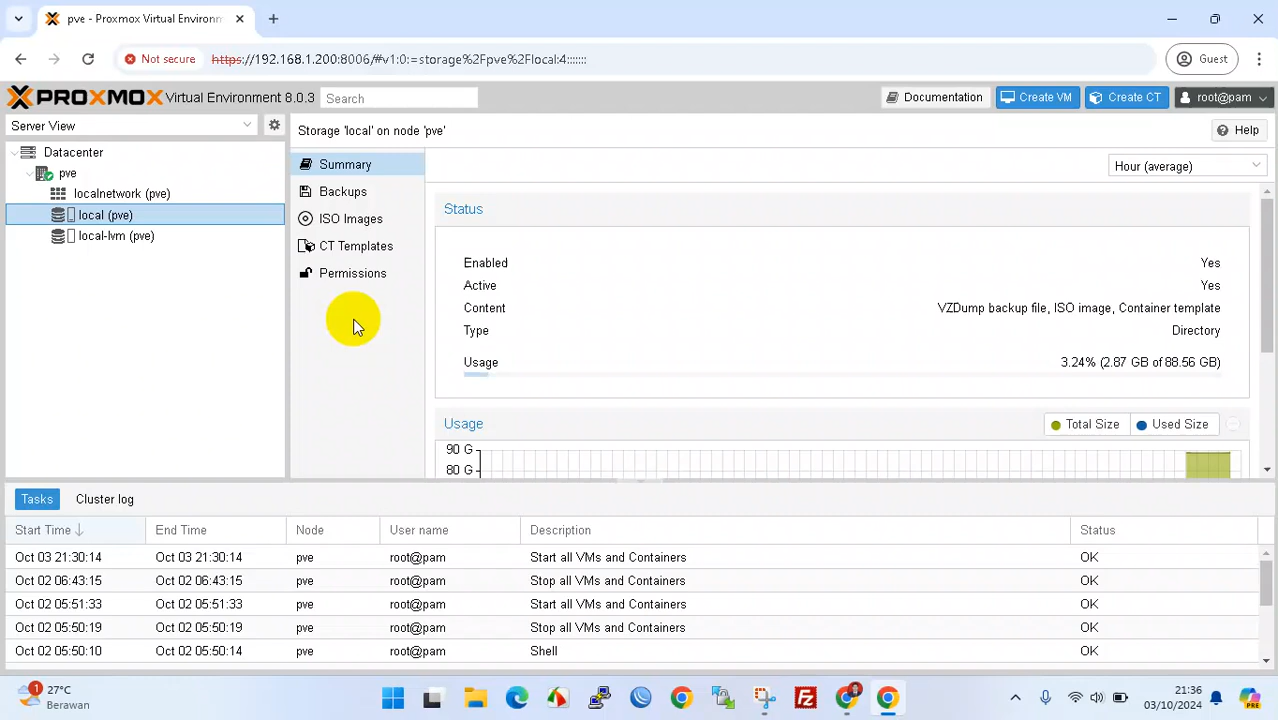 pve - Proxmox Virtual Environm
Not secure
https://192.168.1.200:8006/#v1:0:=storage%2Fpve%2Flocal:4:::::::
Guest
PROXMOX Virtual Environment 8.0.3
Search
Documentation
Create VM
Create CT
root@pam
Server View
Storage 'local' on node 'pve'
Help
Datacenter
pve
localnetwork (pve)
local (pve)
local-lvm (pve)
Summary
Backups
ISO Images
CT Templates
Permissions
Hour (average)
Status
Enabled Yes
Active Yes
Content VZDump backup file, ISO image, Container template
Type Directory
Usage 3.24% (2.87 GB of 88.56 GB)
Usage
Total Size Used Size
90 G
80 G
Tasks Cluster log
Start Time End Time Node User name Description Status
Oct 03 21:30:14 Oct 03 21:30:14 pve root@pam Start all VMs and Containers OK
Oct 02 06:43:15 Oct 02 06:43:15 pve root@pam Stop all VMs and Containers OK
Oct 02 05:51:33 Oct 02 05:51:33 pve root@pam Start all VMs and Containers OK
Oct 02 05:50:19 Oct 02 05:50:19 pve root@pam Stop all VMs and Containers OK
Oct 02 05:50:10 Oct 02 05:50:14 pve root@pam Shell OK
1
27°C
Berawan
Fz
PRE
21:36
03/10/2024